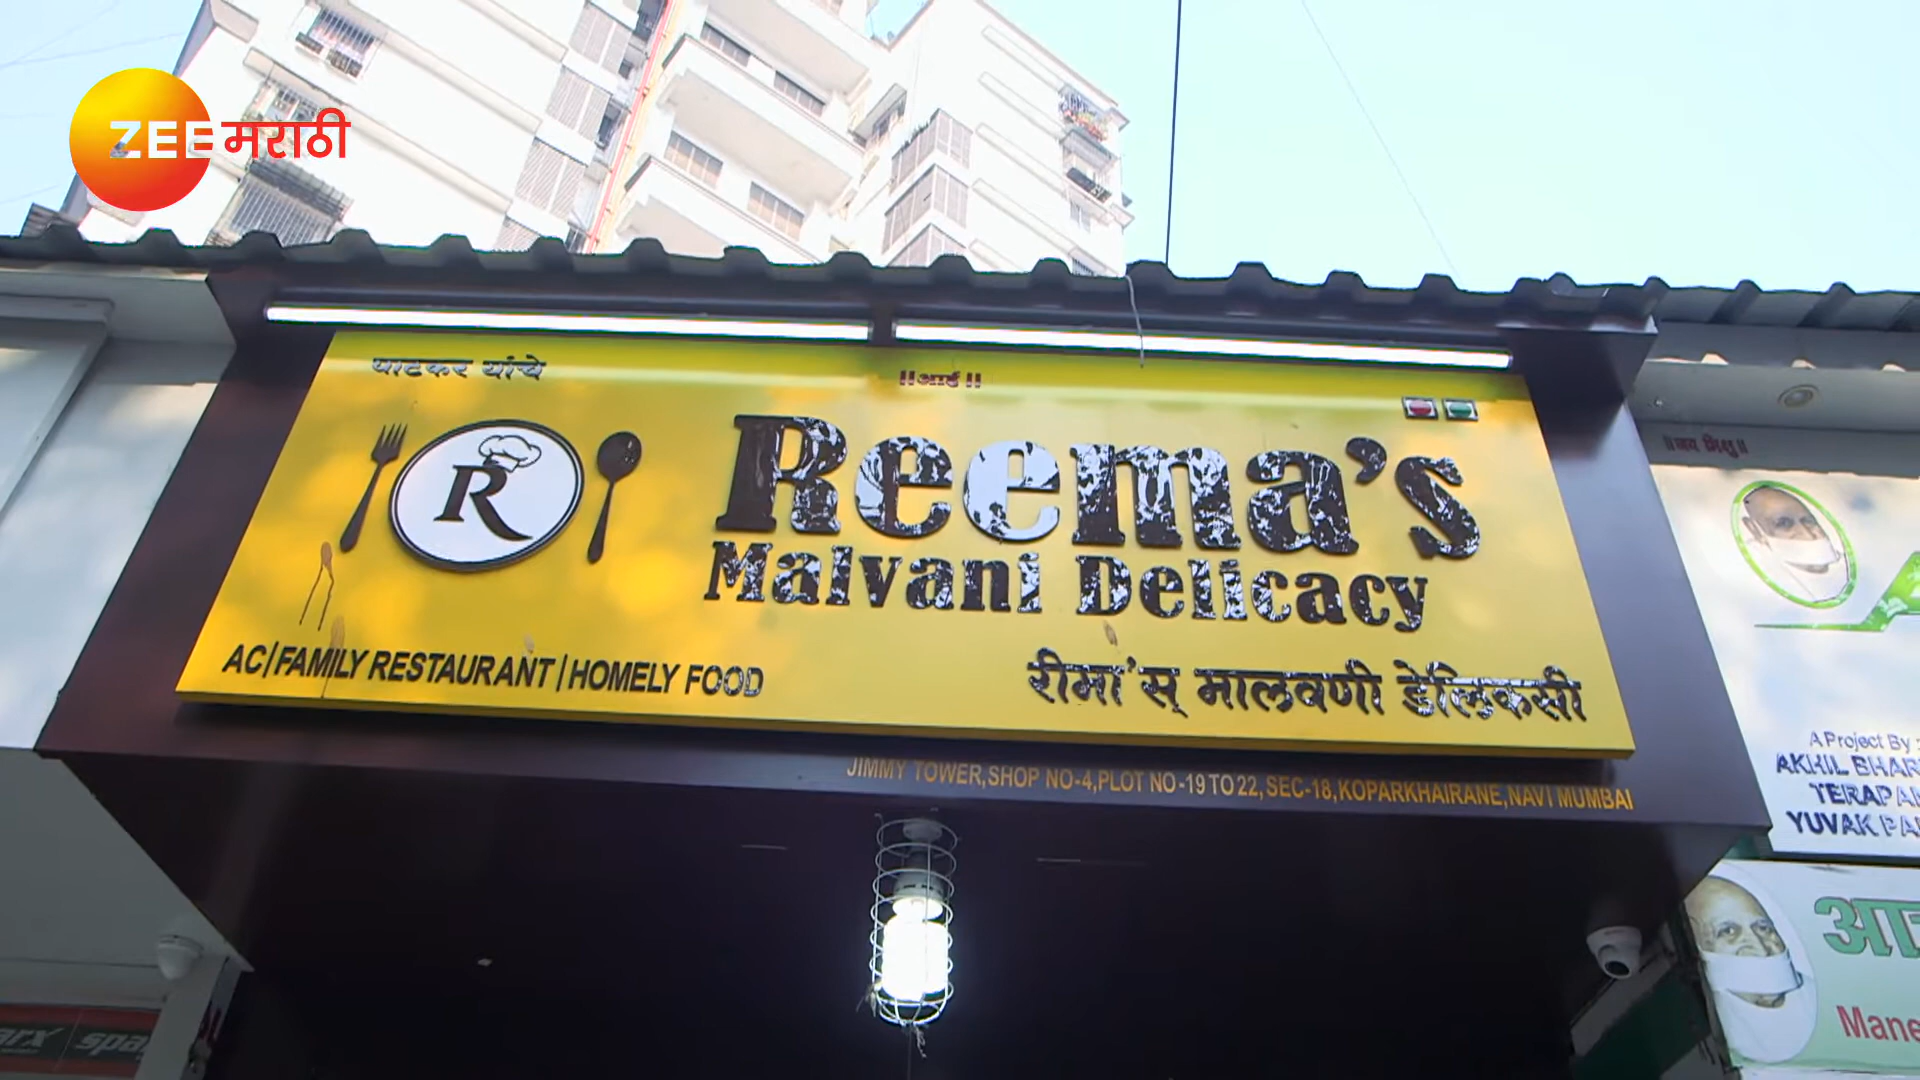 ZEE मराठी
पाटकर यांचे
॥आई॥
R
Reema's
Malvani Delicacy
AC|FAMILY RESTAURANT|HOMELY FOOD
रीमा'स् मालवणी डेलिकसी
JIMMY TOWER,SHOP NO-4,PLOT NO-19 TO 22, SEC-18,KOPARKHAIRANE,NAVI MUMBAI
A Project By
AKHIL BHAR
TERAPA
YUVAK PA
Mane